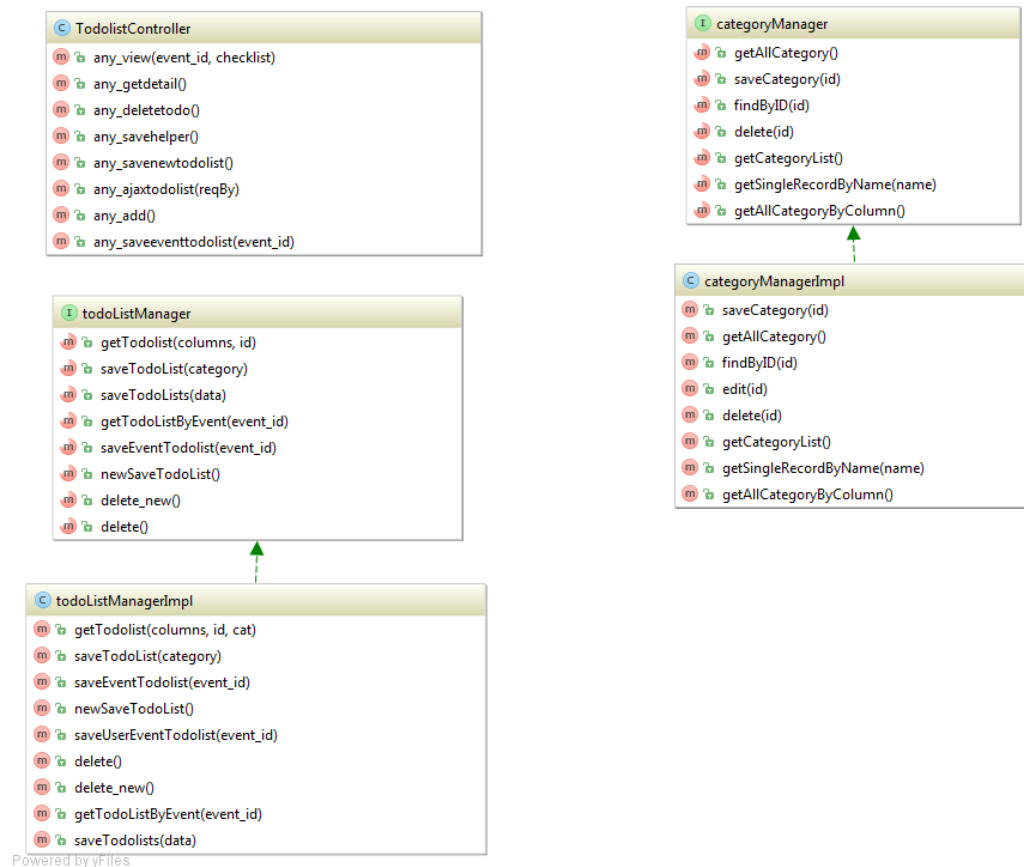 TodolistController
any_view(event_id, checklist)
any_getdetail()
any_deletetodo()
any_savehelper()
any_savenewtodolist()
any_ajaxtodolist(reqBy)
any_add()
any_saveeventtodolist(event_id)
todoListManager
getTodolist(columns, id)
saveTodoList(category)
saveTodoLists(data)
getTodoListByEvent(event_id)
saveEventTodolist(event_id)
newSaveTodoList()
delete_new()
delete()
todoListManagerImpl
getTodolist(columns, id, cat)
saveTodoList(category)
saveEventTodolist(event_id)
newSaveTodoList()
saveUserEventTodolist(event_id)
delete()
delete_new()
getTodoListByEvent(event_id)
saveTodolists(data)
categoryManager
getAllCategory()
saveCategory(id)
findByID(id)
delete(id)
getCategoryList()
getSingleRecordByName(name)
getAllCategoryByColumn()
categoryManagerImpl
saveCategory(id)
getAllCategory()
findByID(id)
edit(id)
delete(id)
getCategoryList()
getSingleRecordByName(name)
getAllCategoryByColumn()
Powered by yFiles